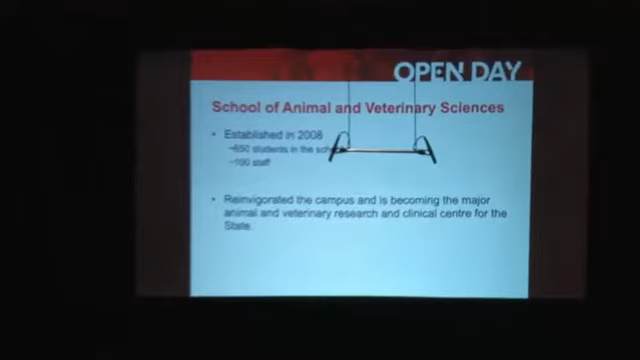 OPEN DAY
School of Animal and Veterinary Sciences
• Established in 2008
~650 students in the
~190 staff
• Reinvigorated the campus and is becoming the major
animal and veterinary research and clinical centre for the
State.